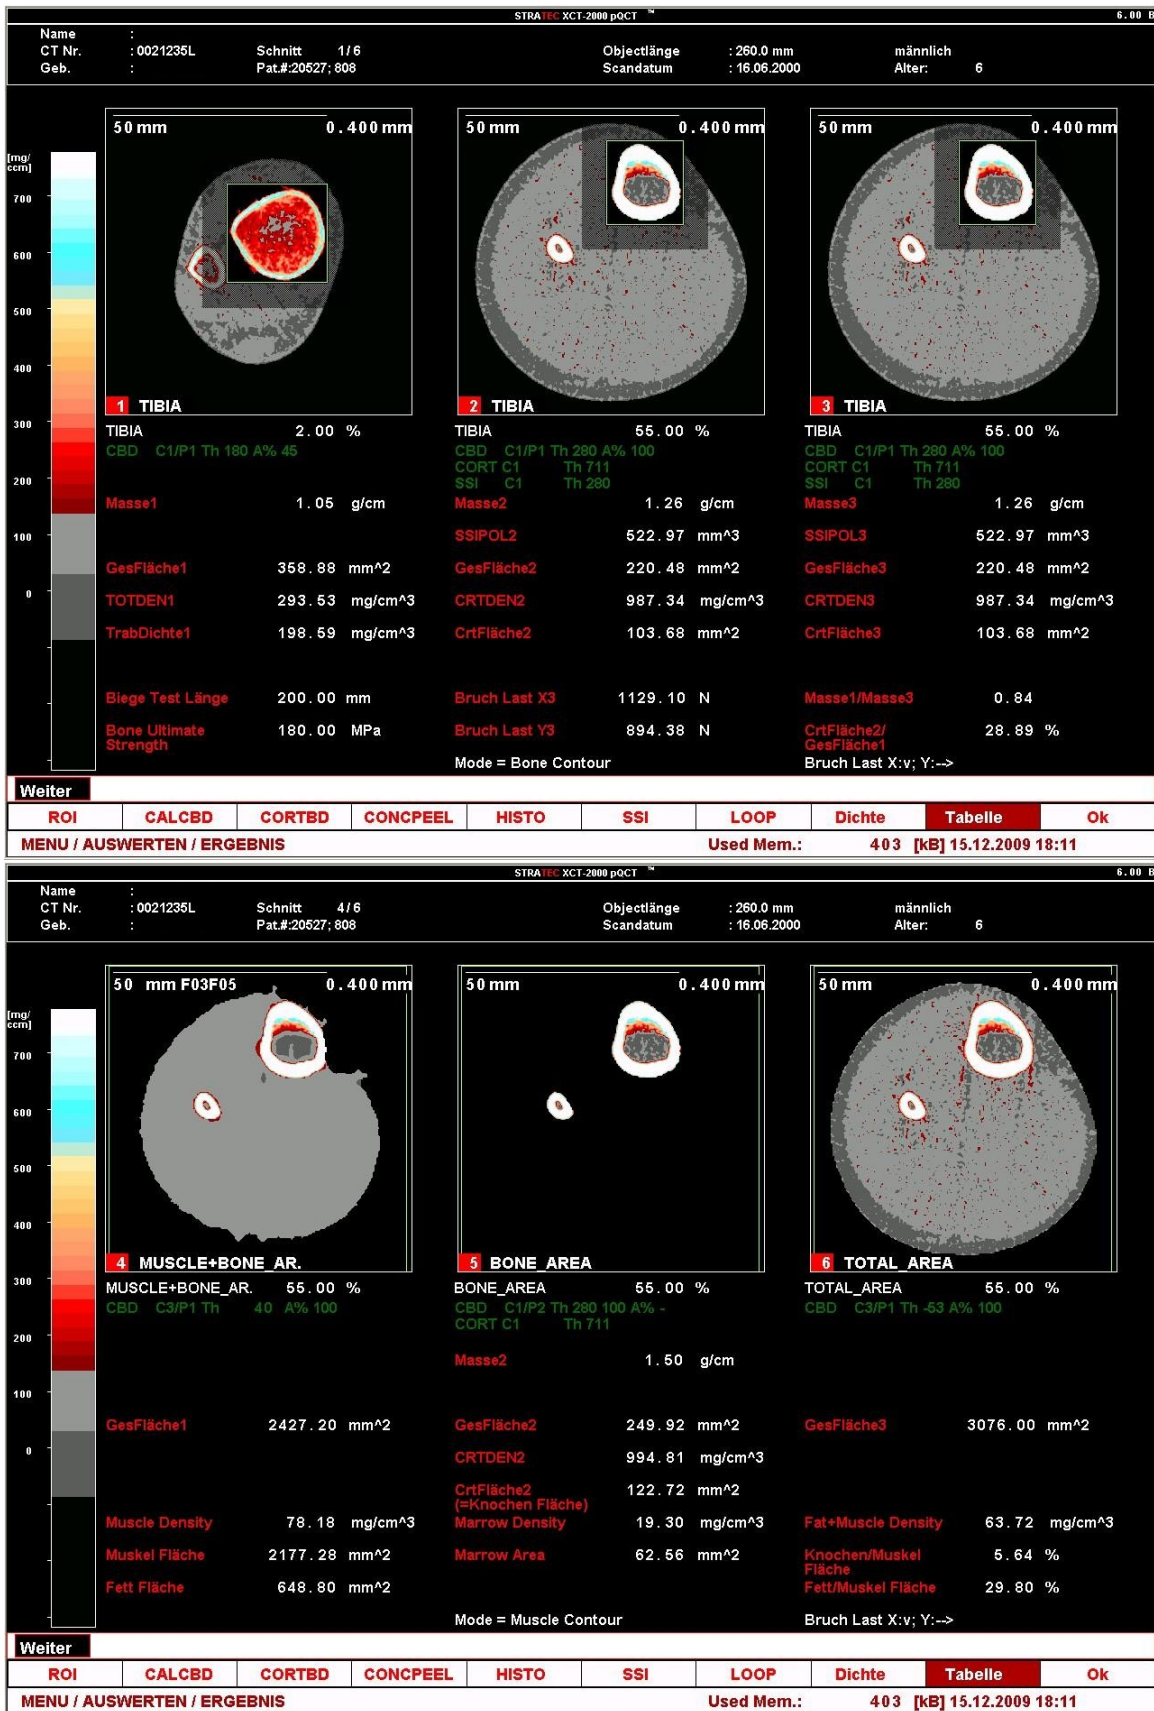 STRATEC XCT-2000 pQCT ™ 6.00 B
Name :
CT Nr. : 0021235L Schnitt 1/6 Objectlänge : 260.0 mm männlich
Geb. : Pat.#:20527; 808 Scandatum : 16.06.2000 Alter: 6
50 mm 0.400 mm 50 mm 0.400 mm 50 mm 0.400 mm
[mg/
ccm]
700
600
500
400
300
200
100
0
1 TIBIA 2 TIBIA 3 TIBIA
TIBIA 2.00 % TIBIA 55.00 % TIBIA 55.00 %
CBD C1/P1 Th 180 A% 45 CBD C1/P1 Th 280 A% 100 CBD C1/P1 Th 280 A% 100
CORT C1 Th 711 CORT C1 Th 711
SSI C1 Th 280 SSI C1 Th 280
Masse1 1.05 g/cm Masse2 1.26 g/cm Masse3 1.26 g/cm
SSIPOL2 522.97 mm^3 SSIPOL3 522.97 mm^3
GesFläche1 358.88 mm^2 GesFläche2 220.48 mm^2 GesFläche3 220.48 mm^2
TOTDEN1 293.53 mg/cm^3 CRTDEN2 987.34 mg/cm^3 CRTDEN3 987.34 mg/cm^3
TrabDichte1 198.59 mg/cm^3 CrtFläche2 103.68 mm^2 CrtFläche3 103.68 mm^2
Biege Test Länge 200.00 mm Bruch Last X3 1129.10 N Masse1/Masse3 0.84
Bone Ultimate Strength 180.00 MPa Bruch Last Y3 894.38 N CrtFläche2/ GesFläche1 28.89 %
Mode = Bone Contour Bruch Last X:v; Y:-->
Weiter
ROI CALCBD CORTBD CONCPEEL HISTO SSI LOOP Dichte Tabelle Ok
MENU / AUSWERTEN / ERGEBNIS Used Mem.: 403 [kB] 15.12.2009 18:11
STRATEC XCT-2000 pQCT ™ 6.00 B
Name :
CT Nr. : 0021235L Schnitt 4/6 Objectlänge : 260.0 mm männlich
Geb. : Pat.#:20527; 808 Scandatum : 16.06.2000 Alter: 6
50 mm F03F05 0.400 mm 50 mm 0.400 mm 50 mm 0.400 mm
[mg/
ccm]
700
600
500
400
300
200
100
0
4 MUSCLE+BONE_AR. 5 BONE_AREA 6 TOTAL_AREA
MUSCLE+BONE_AR. 55.00 % BONE_AREA 55.00 % TOTAL_AREA 55.00 %
CBD C3/P1 Th 40 A% 100 CBD C1/P2 Th 280 100 A% - CBD C3/P1 Th -53 A% 100
CORT C1 Th 711
Masse2 1.50 g/cm
GesFläche1 2427.20 mm^2 GesFläche2 249.92 mm^2 GesFläche3 3076.00 mm^2
CRTDEN2 994.81 mg/cm^3
CrtFläche2 122.72 mm^2
(=Knochen Fläche)
Muscle Density 78.18 mg/cm^3 Marrow Density 19.30 mg/cm^3 Fat+Muscle Density 63.72 mg/cm^3
Muskel Fläche 2177.28 mm^2 Marrow Area 62.56 mm^2 Knochen/Muskel Fläche 5.64 %
Fett Fläche 648.80 mm^2 Fett/Muskel Fläche 29.80 %
Mode = Muscle Contour Bruch Last X:v; Y:-->
Weiter
ROI CALCBD CORTBD CONCPEEL HISTO SSI LOOP Dichte Tabelle Ok
MENU / AUSWERTEN / ERGEBNIS Used Mem.: 403 [kB] 15.12.2009 18:11